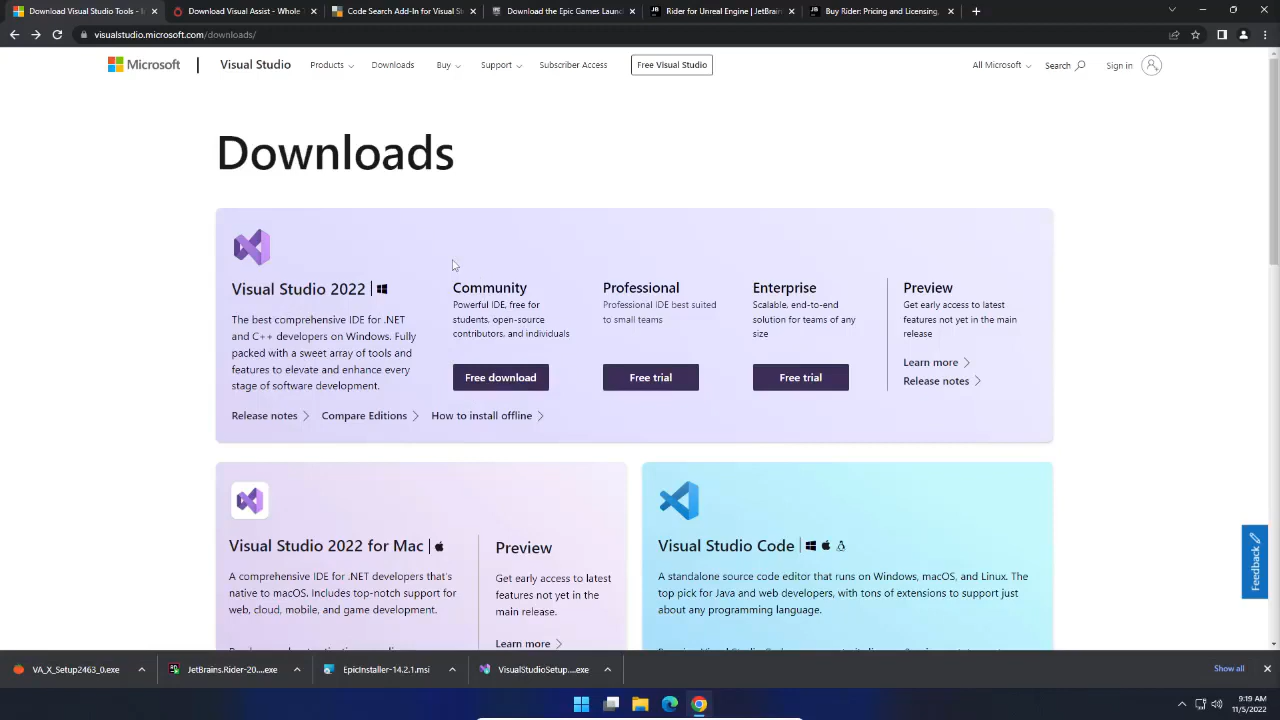 Download Visual Studio Tools - I
Download Visual Assist - Whole T
Code Search Add-In for Visual St
Download the Epic Games Launc
Rider for Unreal Engine | JetBrain
Buy Rider: Pricing and Licensing,
visualstudio.microsoft.com/downloads/
Microsoft
Visual Studio
Products
Downloads
Buy
Support
Subscriber Access
Free Visual Studio
All Microsoft
Search
Sign in
Downloads
Visual Studio 2022
The best comprehensive IDE for .NET
and C++ developers on Windows. Fully
packed with a sweet array of tools and
features to elevate and enhance every
stage of software development.
Community
Powerful IDE, free for
students, open-source
contributors, and individuals
Free download
Professional
Professional IDE best suited
to small teams
Free trial
Enterprise
Scalable, end-to-end
solution for teams of any
size
Free trial
Preview
Get early access to latest
features not yet in the main
release
Learn more
Release notes
Release notes
Compare Editions
How to install offline
Visual Studio 2022 for Mac
A comprehensive IDE for .NET developers that's
native to macOS. Includes top-notch support for
web, cloud, mobile, and game development.
Preview
Get early access to latest
features not yet in the
main release.
Learn more
Visual Studio Code
A standalone source code editor that runs on Windows, macOS, and Linux. The
top pick for Java and web developers, with tons of extensions to support just
about any programming language.
Feedback
VA_X_Setup2463_0.exe
JetBrains.Rider-20....exe
EpicInstaller-14.2.1.msi
VisualStudioSetup....exe
Show all
9:19 AM
11/5/2022